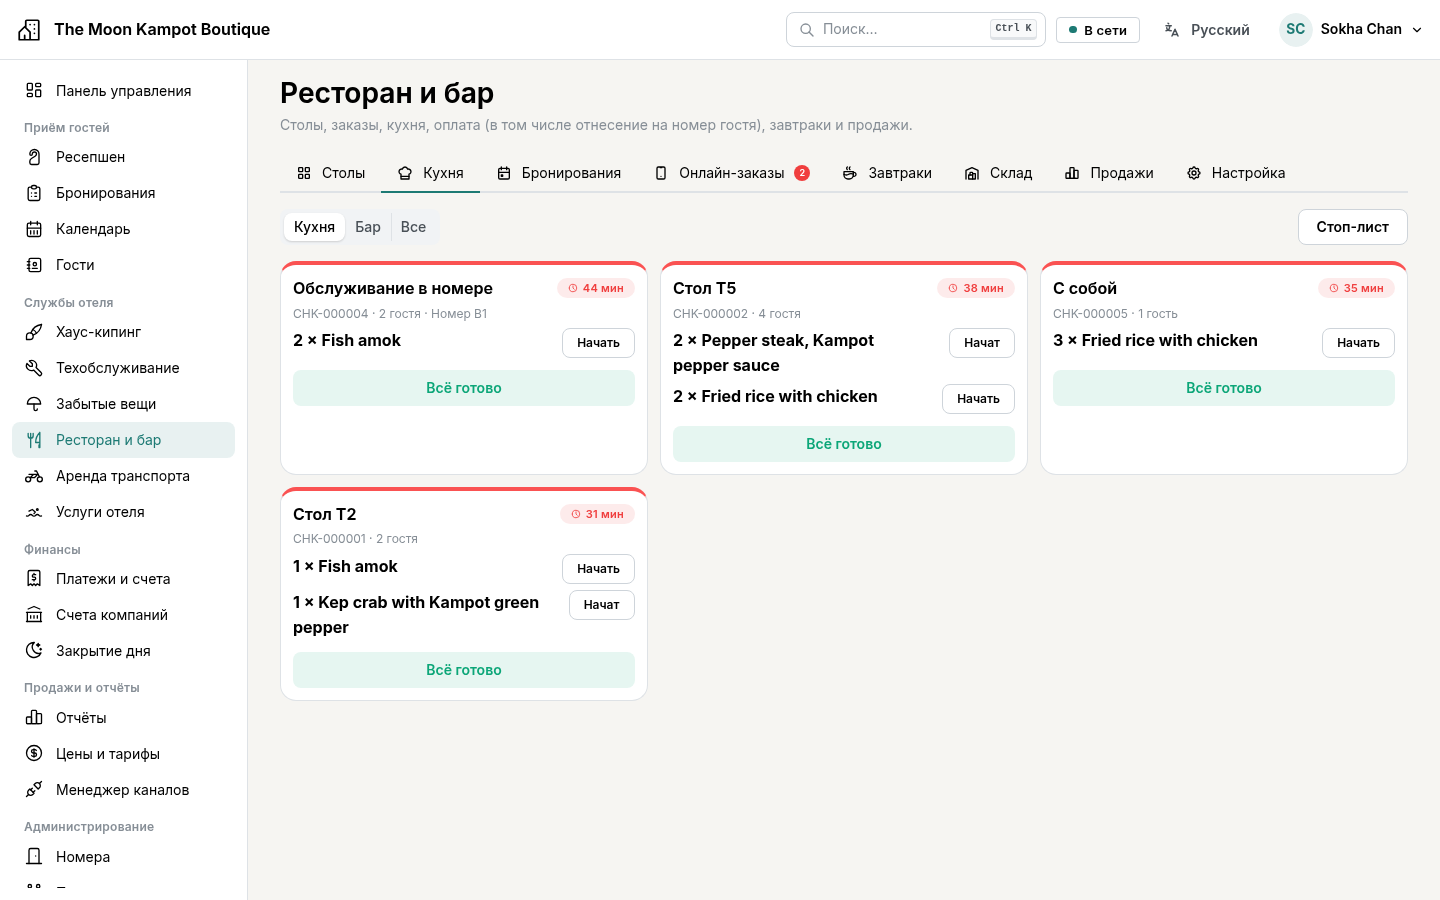 The Moon Kampot Boutique
Поиск...
Ctrl K
В сети
Русский
SC
Sokha Chan
Панель управления
Приём гостей
Ресепшен
Бронирования
Календарь
Гости
Службы отеля
Хаус-кипинг
Техобслуживание
Забытые вещи
Ресторан и бар
Аренда транспорта
Услуги отеля
Финансы
Платежи и счета
Счета компаний
Закрытие дня
Продажи и отчёты
Отчёты
Цены и тарифы
Менеджер каналов
Администрирование
Номера
Ресторан и бар
Столы, заказы, кухня, оплата (в том числе отнесение на номер гостя), завтраки и продажи.
Столы
Кухня
Бронирования
Онлайн-заказы 2
Завтраки
Склад
Продажи
Настройка
Кухня
Бар
Все
Стоп-лист
Обслуживание в номере
44 мин
CHK-000004 · 2 гостя · Номер B1
2 × Fish amok
Начать
Всё готово
Стол T5
38 мин
CHK-000002 · 4 гостя
2 × Pepper steak, Kampot
pepper sauce
Начат
2 × Fried rice with chicken
Начать
Всё готово
С собой
35 мин
CHK-000005 · 1 гость
3 × Fried rice with chicken
Начать
Всё готово
Стол T2
31 мин
CHK-000001 · 2 гостя
1 × Fish amok
Начать
1 × Kep crab with Kampot green
pepper
Начат
Всё готово